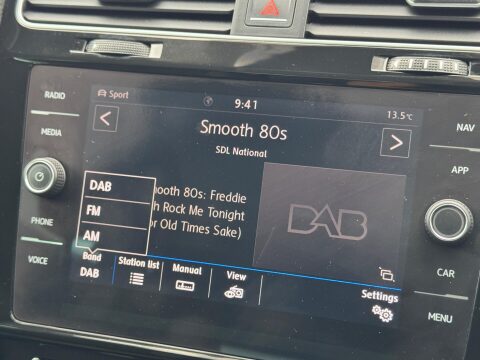 RADIO
MEDIA
PHONE
VOICE
NAV
APP
CAR
MENU
Sport
9:41
13.5°C
Smooth 80s
SDL National
ooth 80s: Freddie
h Rock Me Tonight
or Old Times Sake)
DAB
DAB
FM
AM
Band
DAB
Station list
Manual
View
Settings